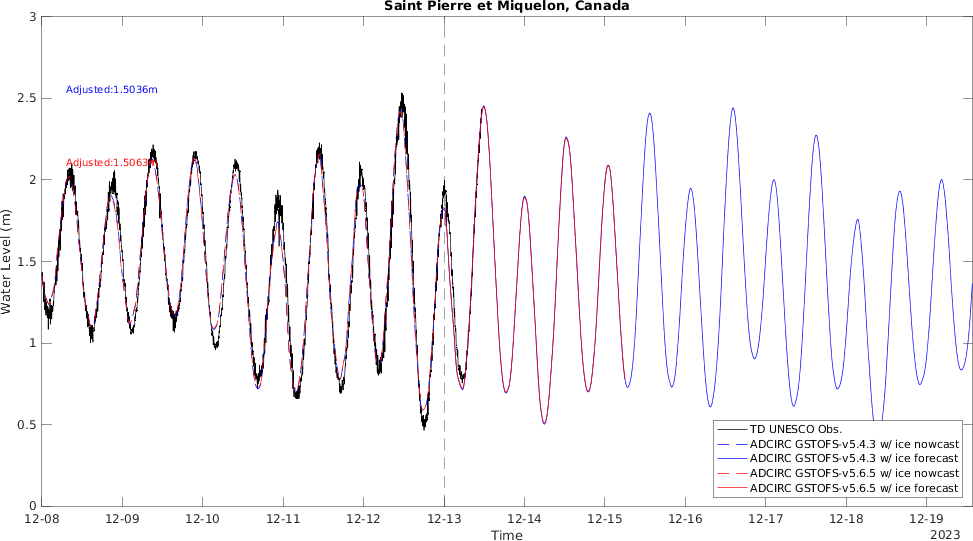 Saint Pierre et Miquelon, Canada
3
Adjusted:1.5036m
2.5
Adjusted:1.5063m
2
Water Level (m)
1.5
1
0.5
0
TD UNESCO Obs.
ADCIRC GSTOFS-v5.4.3 w/ ice nowcast
ADCIRC GSTOFS-v5.4.3 w/ ice forecast
ADCIRC GSTOFS-v5.6.5 w/ ice nowcast
ADCIRC GSTOFS-v5.6.5 w/ ice forecast
12-08 12-09 12-10 12-11 12-12 12-13 12-14 12-15 12-16 12-17 12-18 12-19
Time
2023